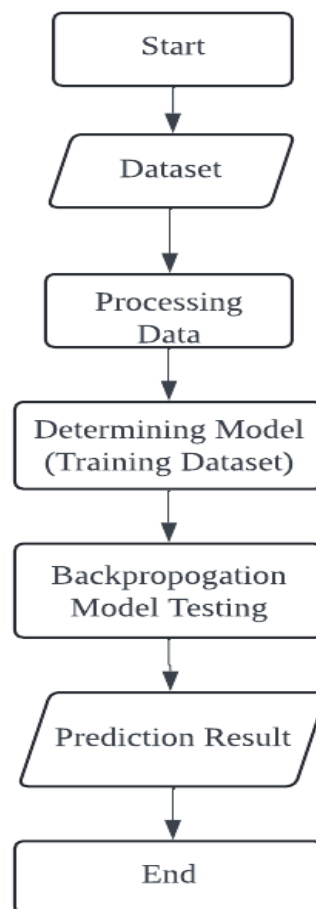 Start
Dataset
Processing
Data
Determining Model
(Training Dataset)
Backpropogation
Model Testing
Prediction Result
End